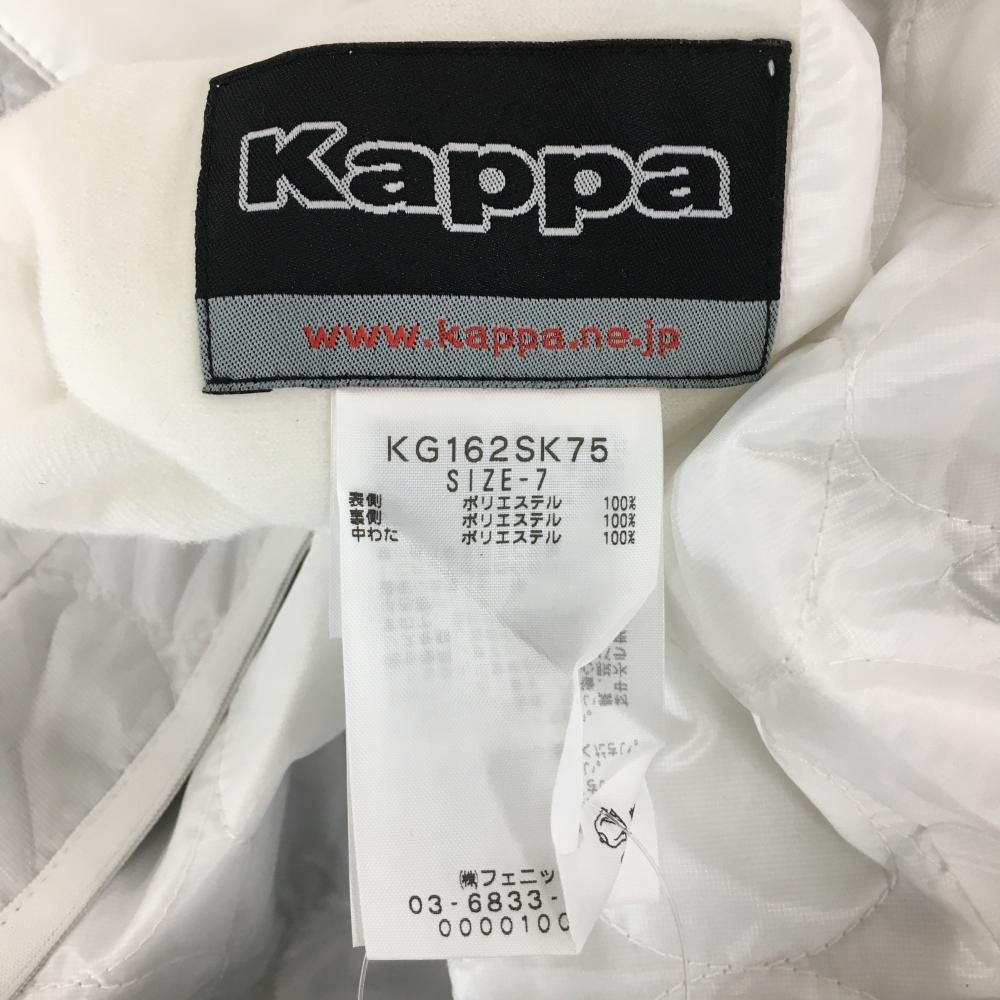 Kappa
www.kappa.ne.jp
KG162SK75
SIZE-7
表側 ポリエステル 100%
裏側 ポリエステル 100%
中わた ポリエステル 100%
㈱フェニッ
03-6833-
0000100